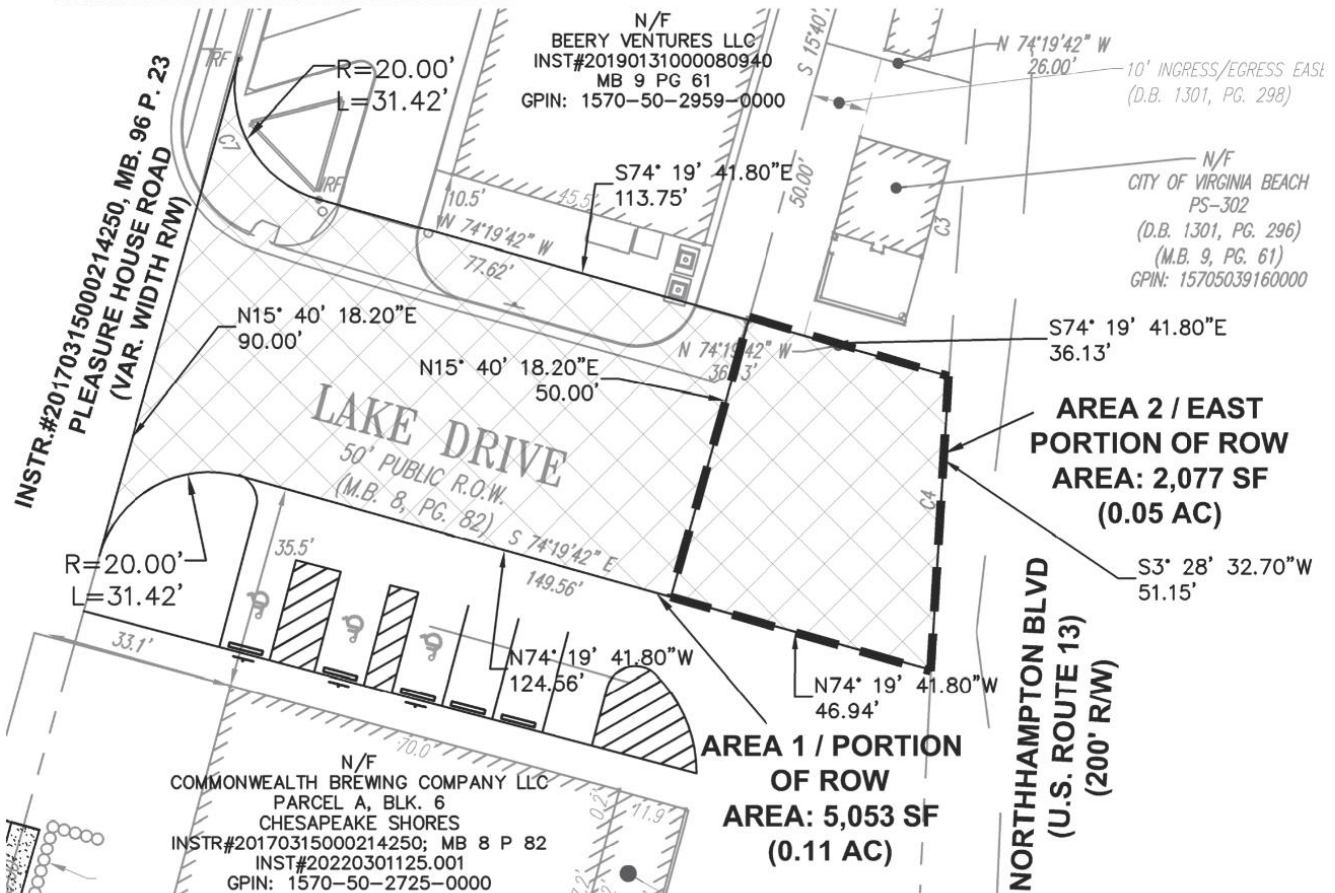 N/F
BEERY VENTURES LLC
INST#20190131000080940
MB 9 PG 61
GPIN: 1570-50-2959-0000
S 15°40'
N 74°19'42" W
26.00'
10' INGRESS/EGRESS EASE
(D.B. 1301, PG. 298)
R=20.00'
L=31.42'
C7
INSTR.#20170315000214250, MB. 96 P. 23
PLEASURE HOUSE ROAD
(VAR. WIDTH R/W)
N/F
CITY OF VIRGINIA BEACH
PS-302
(D.B. 1301, PG. 296)
(M.B. 9, PG. 61)
GPIN: 15705039160000
50.00'
C3
S74° 19' 41.80"E
113.75'
10.5'
45.5'
N 74°19'42" W
77.62'
N15° 40' 18.20"E
90.00'
N15° 40' 18.20"E
50.00'
N 74°19'42" W
36.13'
S74° 19' 41.80"E
36.13'
AREA 2 / EAST
PORTION OF ROW
AREA: 2,077 SF
(0.05 AC)
C4
S3° 28' 32.70"W
51.15'
LAKE DRIVE
50' PUBLIC R.O.W.
(M.B. 8, PG. 82)
S 74°19'42" E
149.56'
R=20.00'
L=31.42'
35.5'
33.1'
N74° 19' 41.80"W
124.56'
N74° 19' 41.80"W
46.94'
NORTHHAMPTON BLVD
(U.S. ROUTE 13)
(200' R/W)
AREA 1 / PORTION
OF ROW
AREA: 5,053 SF
(0.11 AC)
70.0'
N/F
COMMONWEALTH BREWING COMPANY LLC
PARCEL A, BLK. 6
CHESAPEAKE SHORES
INSTR#20170315000214250; MB 8 P 82
INST#20220301125.001
GPIN: 1570-50-2725-0000
0.2'
11.9'